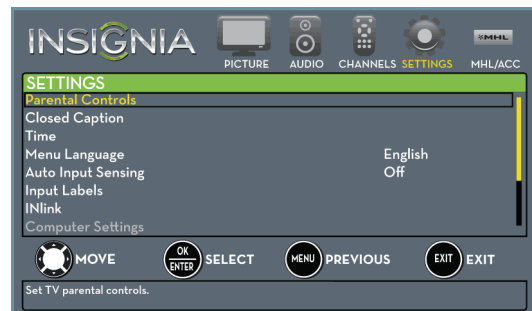 INSIGNIA
PICTURE AUDIO CHANNELS SETTINGS MHL/ACC
MHL
SETTINGS
Parental Controls
Closed Caption
Time
Menu Language English
Auto Input Sensing Off
Input Labels
INlink
Computer Settings
MOVE OK ENTER SELECT MENU PREVIOUS EXIT EXIT
Set TV parental controls.